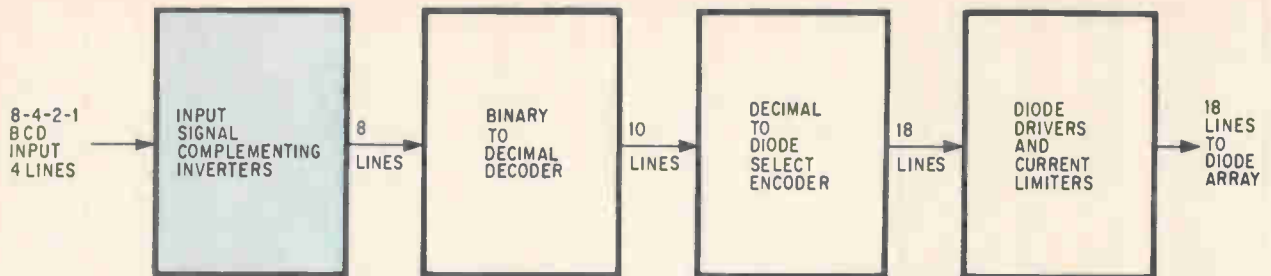 8-4-2-1
BCD
INPUT
4 LINES
INPUT
SIGNAL
COMPLEMENTING
INVERTERS
8
LINES
BINARY
TO
DECIMAL
DECODER
10
LINES
DECIMAL
TO
DIODE
SELECT
ENCODER
18
LINES
DIODE
DRIVERS
AND
CURRENT
LIMITERS
18
LINES
TO
DIODE
ARRAY